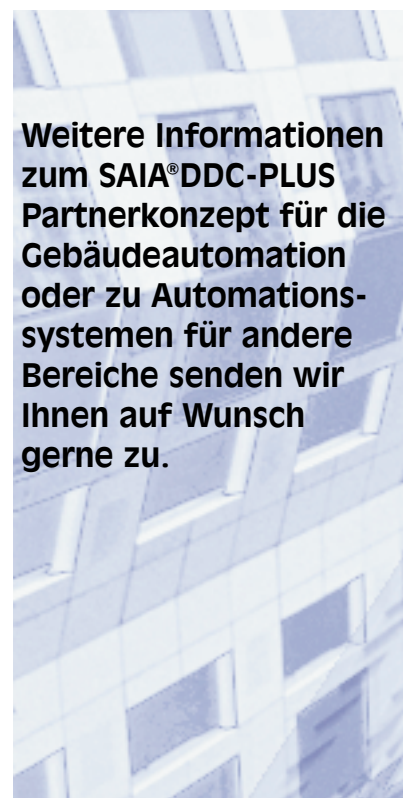 Weitere Informationen
zum SAIA®DDC-PLUS
Partnerkonzept für die
Gebäudeautomation
oder zu Automations-
systemen für andere
Bereiche senden wir
Ihnen auf Wunsch
gerne zu.